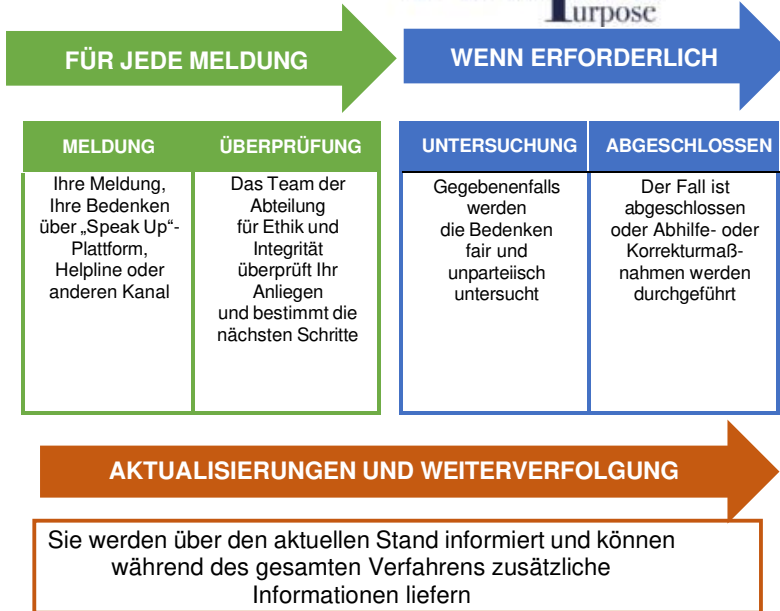 urpose
FÜR JEDE MELDUNG
WENN ERFORDERLICH
MELDUNG
Ihre Meldung,
Ihre Bedenken
über „Speak Up“-
Plattform,
Helpline oder
anderen Kanal
ÜBERPRÜFUNG
Das Team der
Abteilung
für Ethik und
Integrität
überprüft Ihr
Anliegen
und bestimmt die
nächsten Schritte
UNTERSUCHUNG
Gegebenenfalls
werden
die Bedenken
fair und
unparteiisch
untersucht
ABGESCHLOSSEN
Der Fall ist
abgeschlossen
oder Abhilfe- oder
Korrekturmaß-
nahmen werden
durchgeführt
AKTUALISIERUNGEN UND WEITERVERFOLGUNG
Sie werden über den aktuellen Stand informiert und können
während des gesamten Verfahrens zusätzliche
Informationen liefern